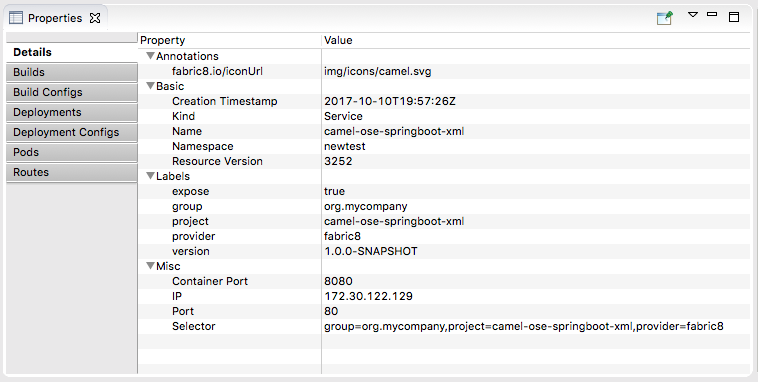 Properties
Details
Builds
Build Configs
Deployments
Deployment Configs
Pods
Routes
Property Value
Annotations
fabric8.io/iconUrl img/icons/camel.svg
Basic
Creation Timestamp 2017-10-10T19:57:26Z
Kind Service
Name camel-ose-springboot-xml
Namespace newtest
Resource Version 3252
Labels
expose true
group org.mycompany
project camel-ose-springboot-xml
provider fabric8
version 1.0.0-SNAPSHOT
Misc
Container Port 8080
IP 172.30.122.129
Port 80
Selector group=org.mycompany,project=camel-ose-springboot-xml,provider=fabric8